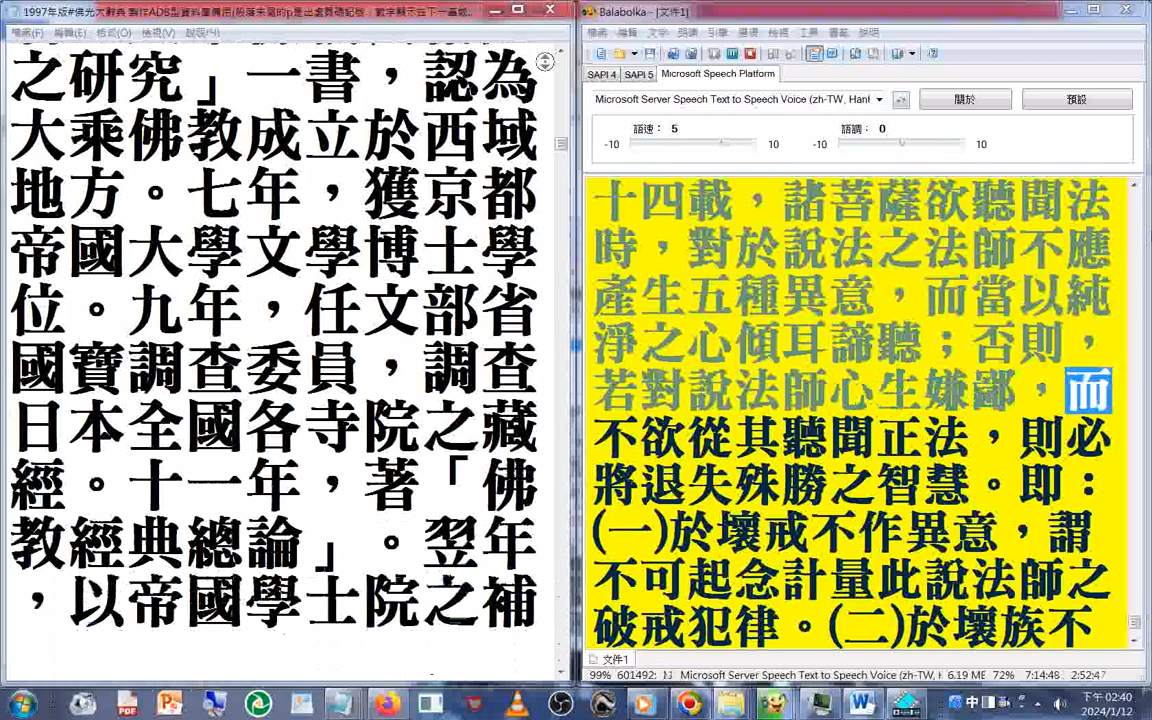 之研究」一書，認為
大乘佛教成立於西域
地方。七年，獲京都
帝國大學文學博士學
位。九年，任文部省
國寶調查委員，調查
日本全國各寺院之藏
經。十一年，著「佛
教經典總論」。翌年
，以帝國學士院之補
Balabolka - [文件1]
SAPI 4 SAPI 5 Microsoft Speech Platform
Microsoft Server Speech Text to Speech Voice (zh-TW, Han 關於 預設
語速： 5 語調： 0
-10 10 -10 10
十四載，諸菩薩欲聽聞法
時，對於說法之法師不應
產生五種異意，而當以純
淨之心傾耳諦聽；否則，
若對說法師心生嫌鄙，而
不欲從其聽聞正法，則必
將退失殊勝之智慧。即：
(一)於壞戒不作異意，謂
不可起念計量此說法師之
破戒犯律。(二)於壞族不
文件1
99% 601492: Microsoft Server Speech Text to Speech Voice (zh-TW, 6.19 ME 72% 7:14:48 2:52:47
中
下午 02:40
2024/1/12